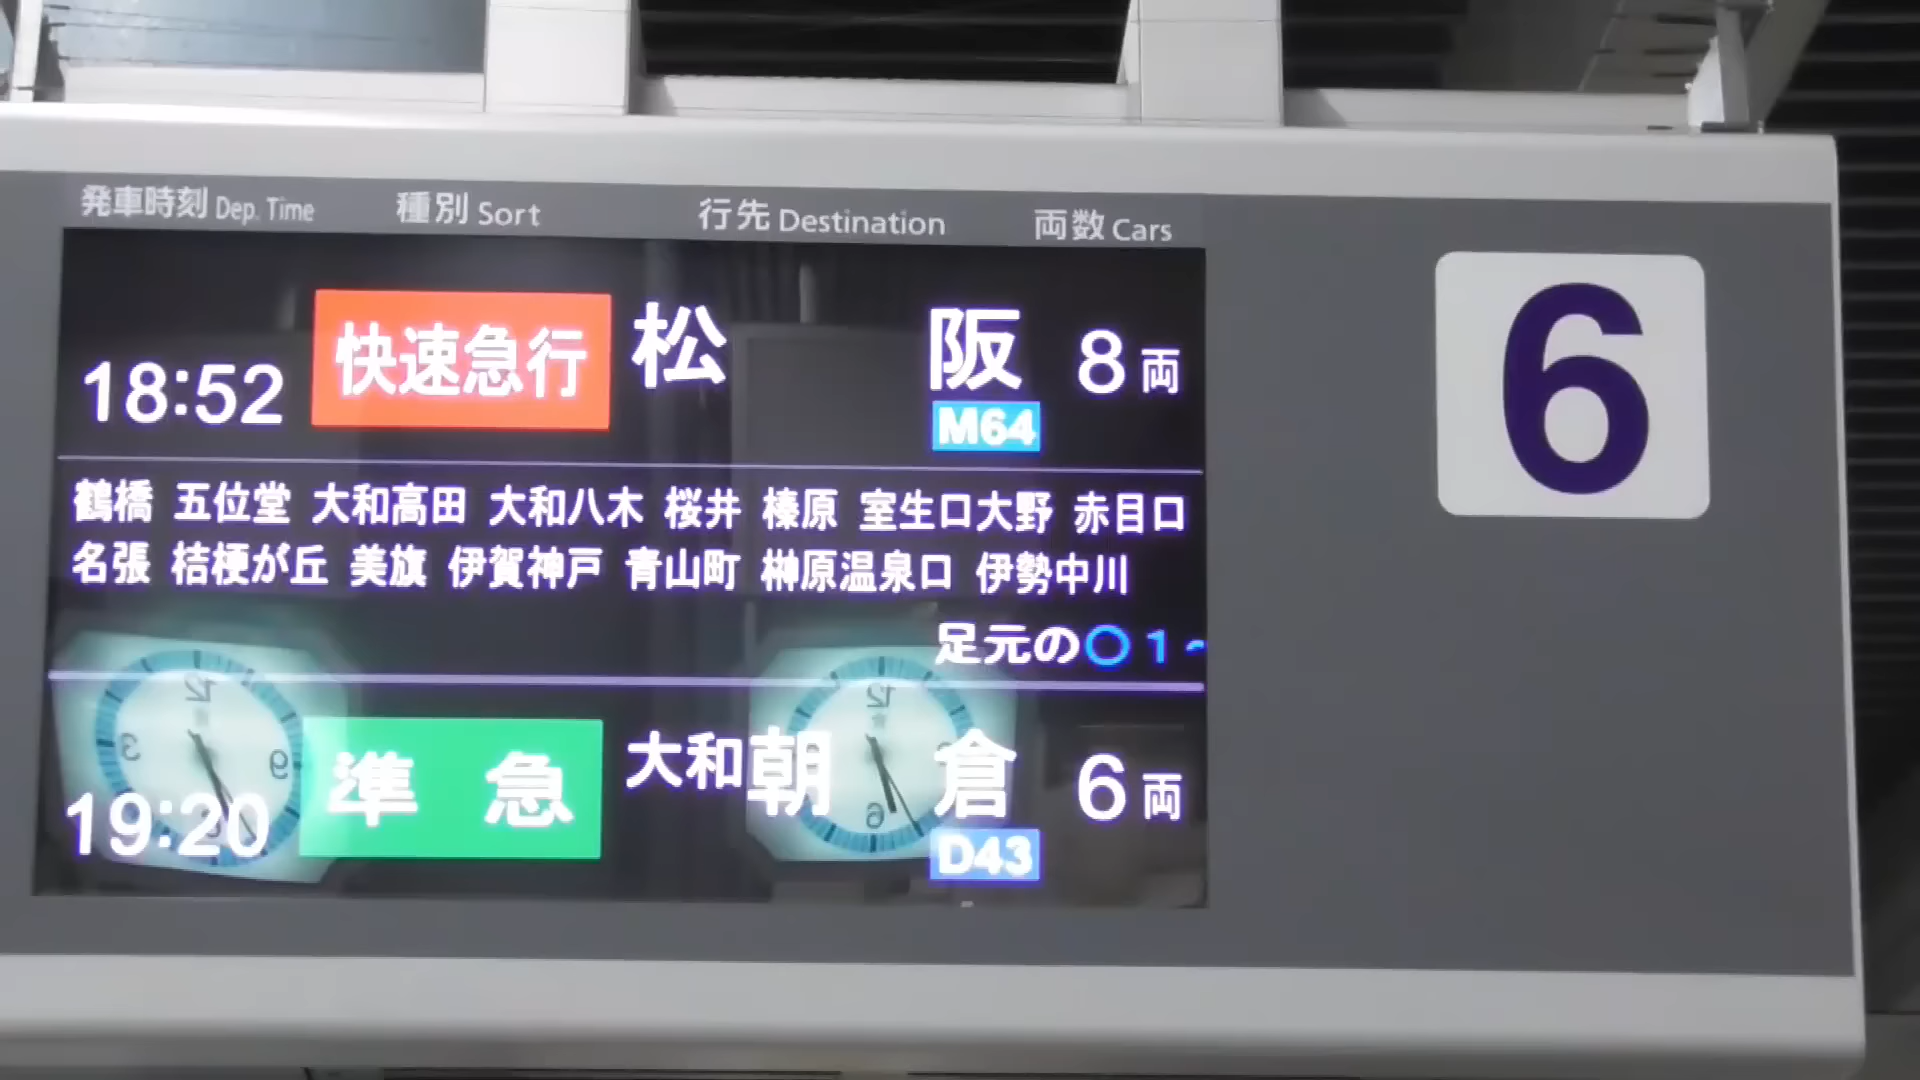 発車時刻 Dep. Time 種別 Sort 行先 Destination 両数 Cars
6
18:52 快速急行 松阪 8両
M64
鶴橋 五位堂 大和高田 大和八木 桜井 榛原 室生口大野 赤目口
名張 桔梗が丘 美旗 伊賀神戸 青山町 榊原温泉口 伊勢中川
足元の〇1~
19:20 準急 大和朝倉 6両
D43